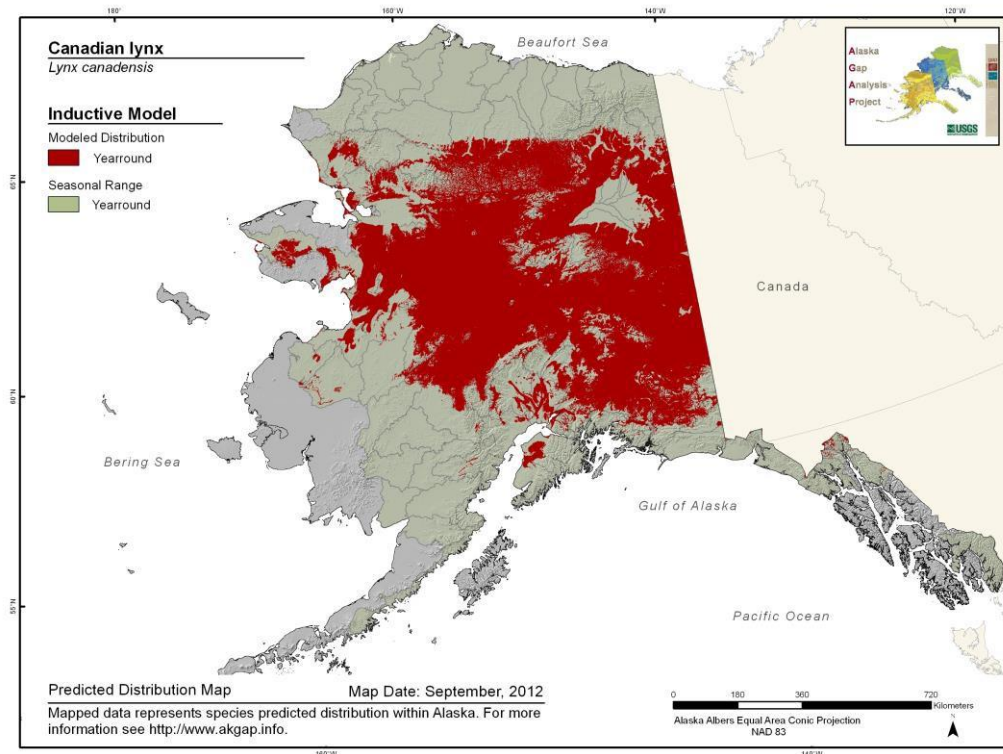 180°
160°W
140°W
120°W
Canadian lynx
Lynx canadensis
Beaufort Sea
Alaska
Gap
Analysis
Project
USGS
Inductive Model
Modeled Distribution
Yearround
Seasonal Range
Yearround
65°N
65°N
Canada
60°N
60°N
Bering Sea
Gulf of Alaska
55°N
55°N
Pacific Ocean
Predicted Distribution Map
Map Date: September, 2012
Mapped data represents species predicted distribution within Alaska. For more
information see http://www.akgap.info.
0 180 360 720
Kilometers
Alaska Albers Equal Area Conic Projection
NAD 83
N
160°W
140°W